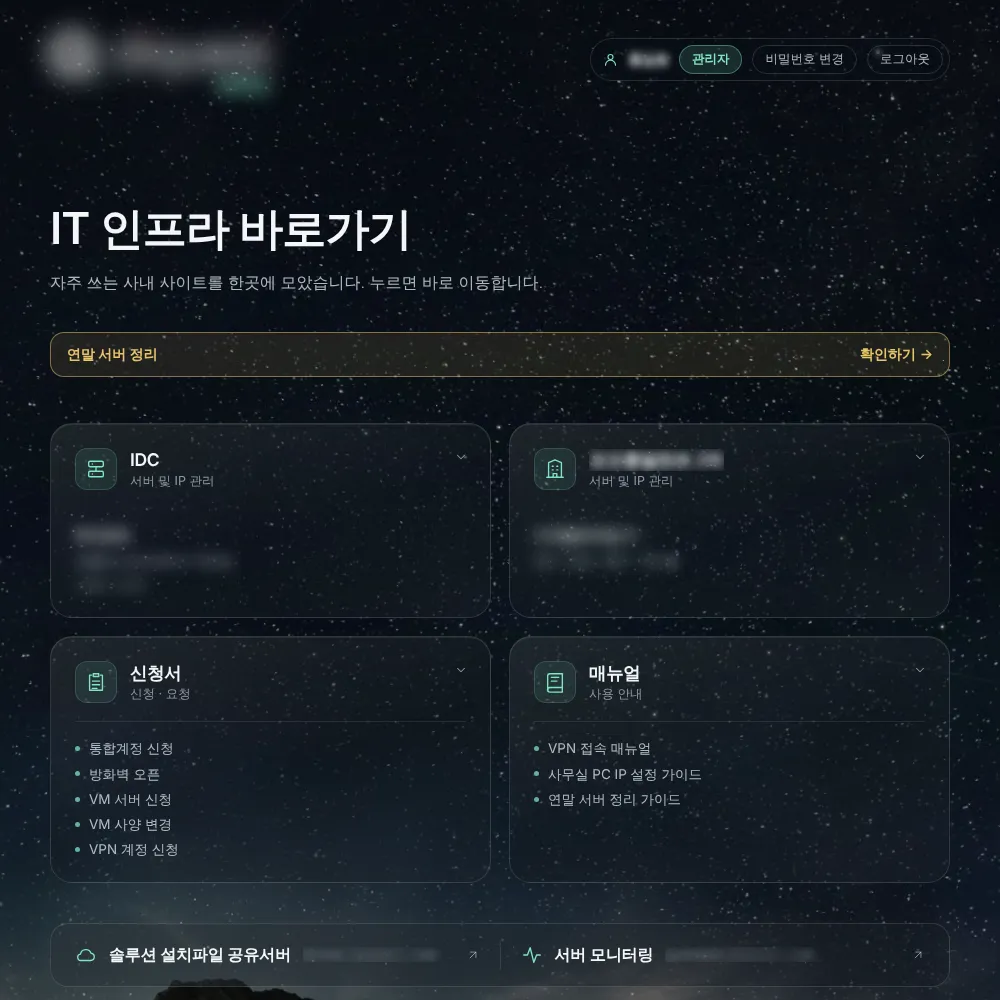 관리자
비밀번호 변경
로그아웃
IT 인프라 바로가기
자주 쓰는 사내 사이트를 한곳에 모았습니다. 누르면 바로 이동합니다.
연말 서버 정리
확인하기 →
IDC
서버 및 IP 관리
서버 및 IP 관리
신청서
신청 · 요청
통합계정 신청
방화벽 오픈
VM 서버 신청
VM 사양 변경
VPN 계정 신청
매뉴얼
사용 안내
VPN 접속 매뉴얼
사무실 PC IP 설정 가이드
연말 서버 정리 가이드
솔루션 설치파일 공유서버
서버 모니터링